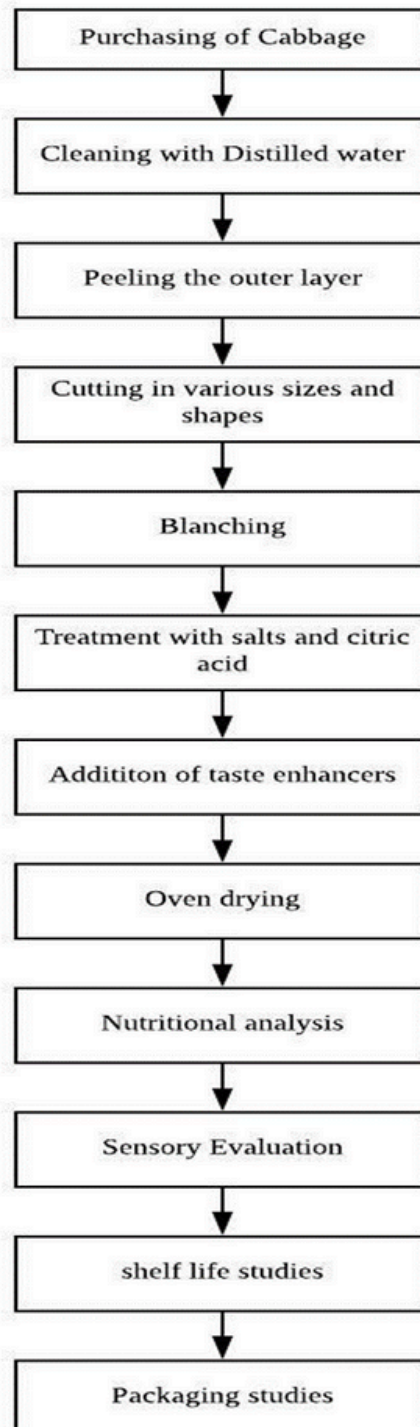 Purchasing of Cabbage
Cleaning with Distilled water
Peeling the outer layer
Cutting in various sizes and
shapes
Blanching
Treatment with salts and citric
acid
Addititon of taste enhancers
Oven drying
Nutritional analysis
Sensory Evaluation
shelf life studies
Packaging studies